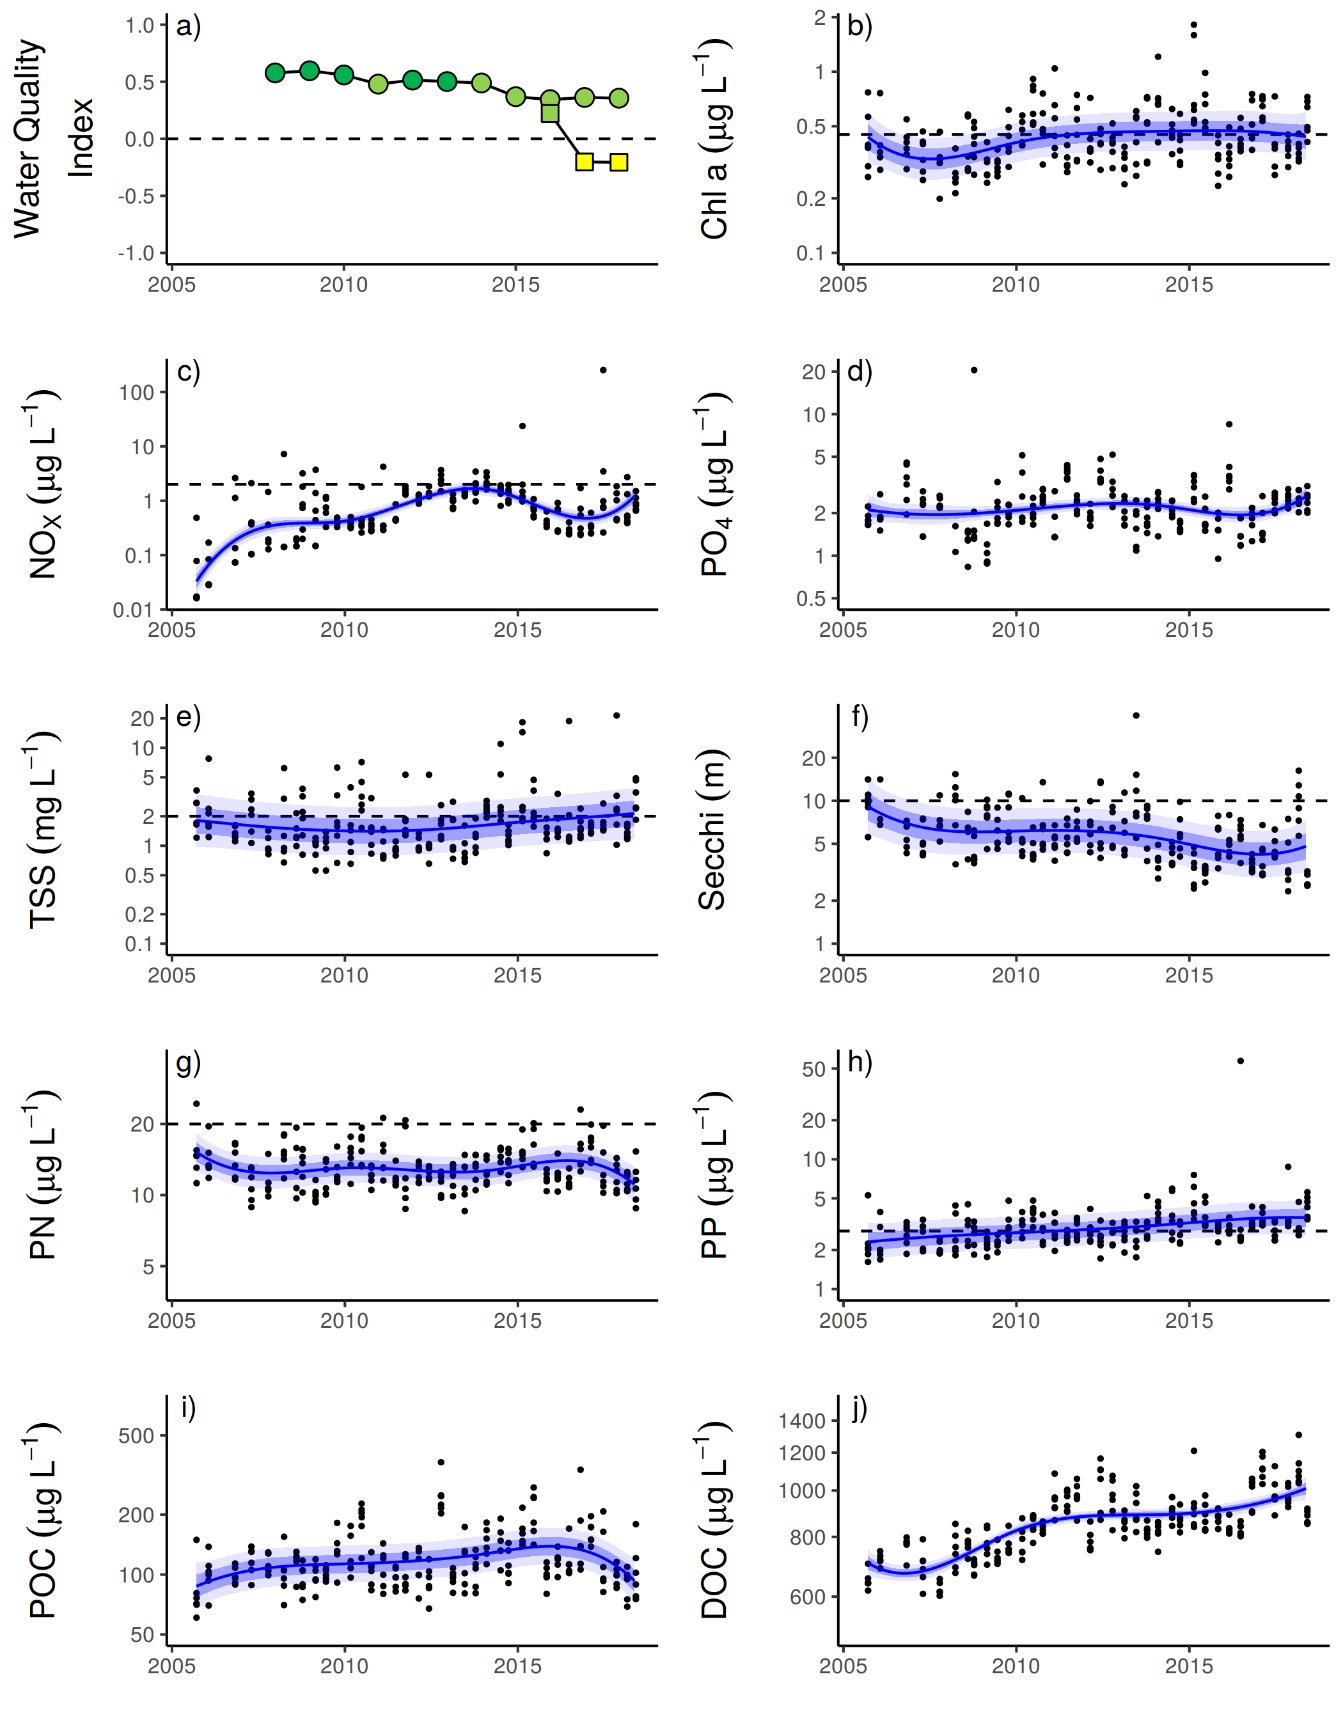 a)
Water Quality
Index
1.0
0.5
0.0
-0.5
-1.0
2005 2010 2015
b)
Chl a (μg L⁻¹)
2
1
0.5
0.2
0.1
2005 2010 2015
c)
NOₓ (μg L⁻¹)
100
10
1
0.1
0.01
2005 2010 2015
d)
PO₄ (μg L⁻¹)
20
10
5
2
1
0.5
2005 2010 2015
e)
TSS (mg L⁻¹)
20
10
5
2
1
0.5
0.2
0.1
2005 2010 2015
f)
Secchi (m)
20
10
5
2
1
2005 2010 2015
g)
PN (μg L⁻¹)
20
10
5
2005 2010 2015
h)
PP (μg L⁻¹)
50
20
10
5
2
1
2005 2010 2015
i)
POC (μg L⁻¹)
500
200
100
50
2005 2010 2015
j)
DOC (μg L⁻¹)
1400
1200
1000
800
600
2005 2010 2015